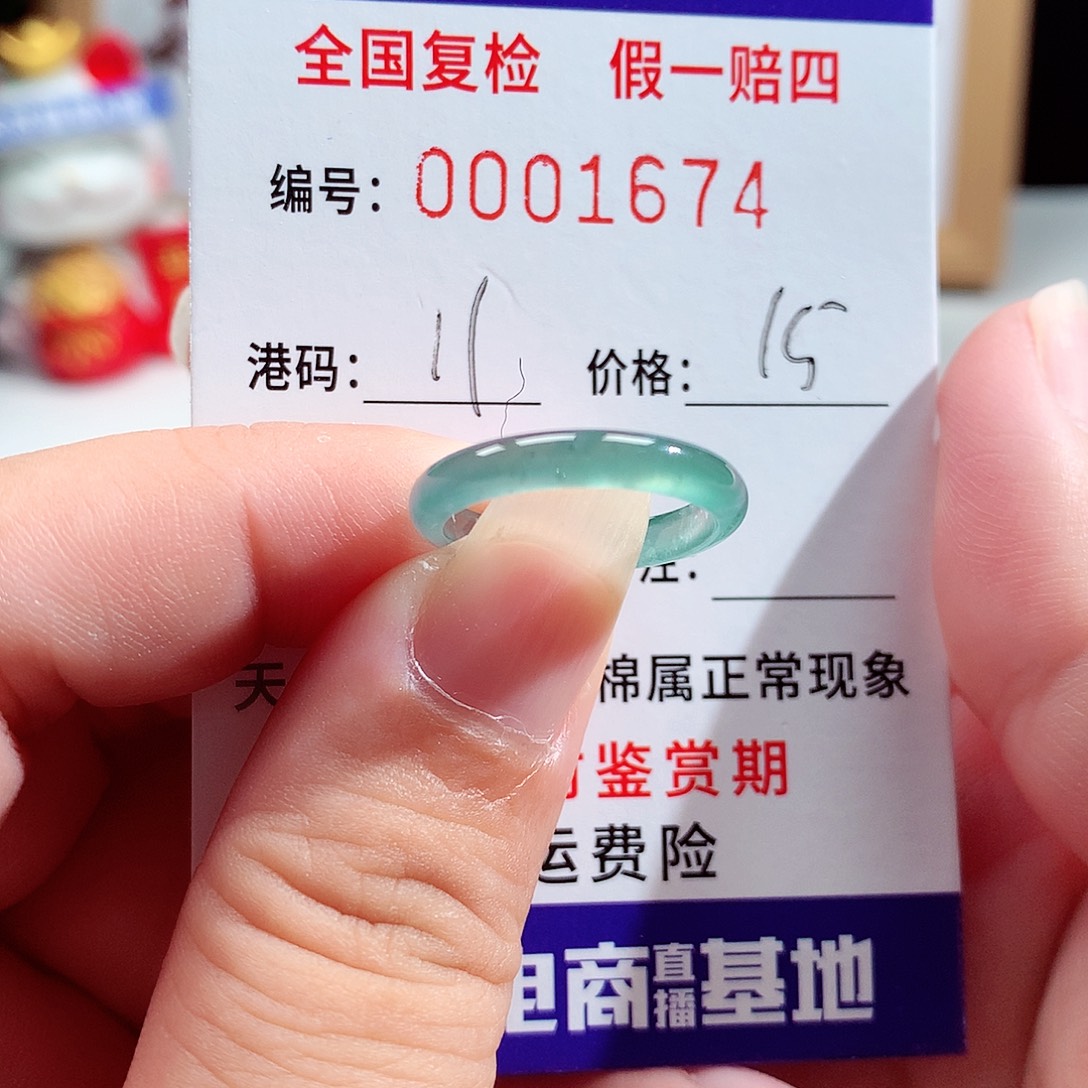 全国复检 假一赔四
编号：0001674
港码：11 价格：15
注：
天 棉属正常现象
鉴赏期
运费险
电商直播基地